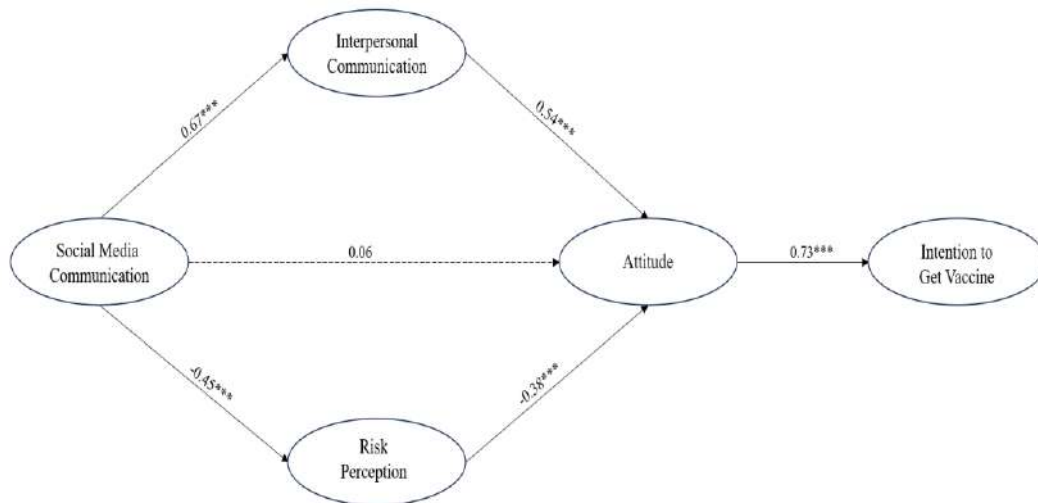 Interpersonal
Communication
0.67***
0.54***
Social Media
Communication
0.06
Attitude
0.73***
Intention to
Get Vaccine
-0.45***
-0.38***
Risk
Perception